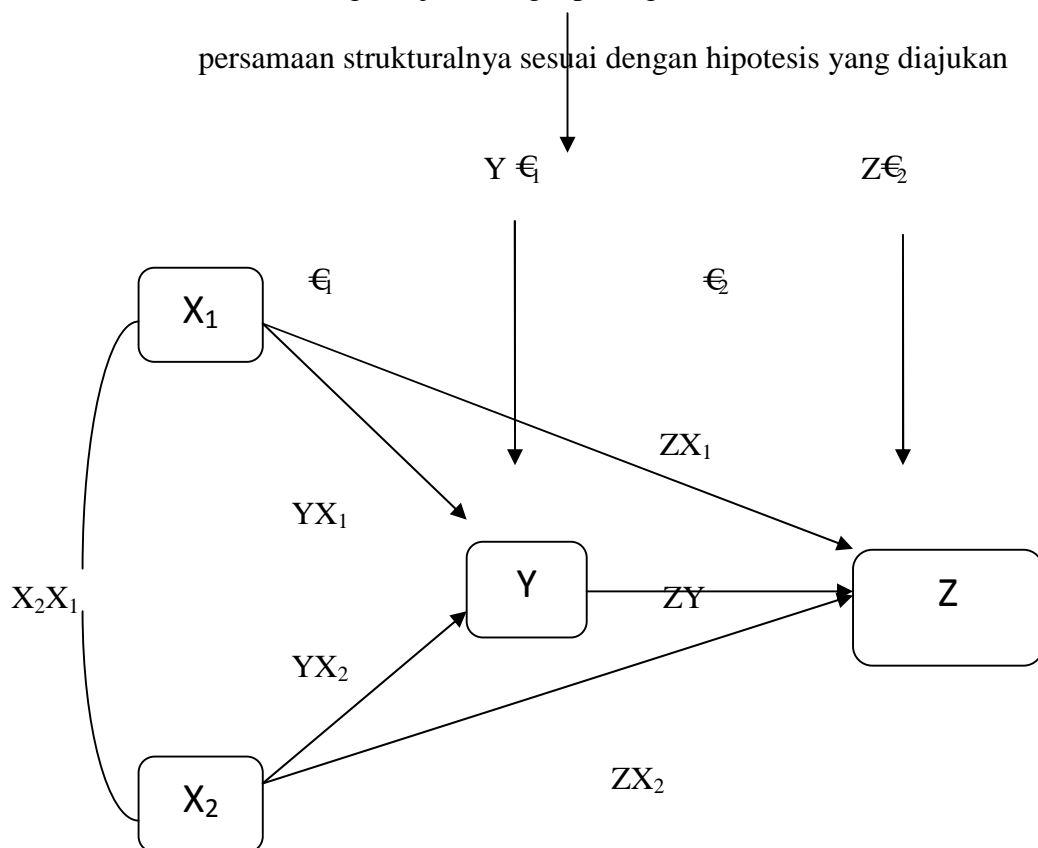 persamaan strukturalnya sesuai dengan hipotesis yang diajukan
Y €1 Z€2
€1 €2
X1
ZX1
YX1
Y Z
X2X1 ZY
YX2
ZX2
X2